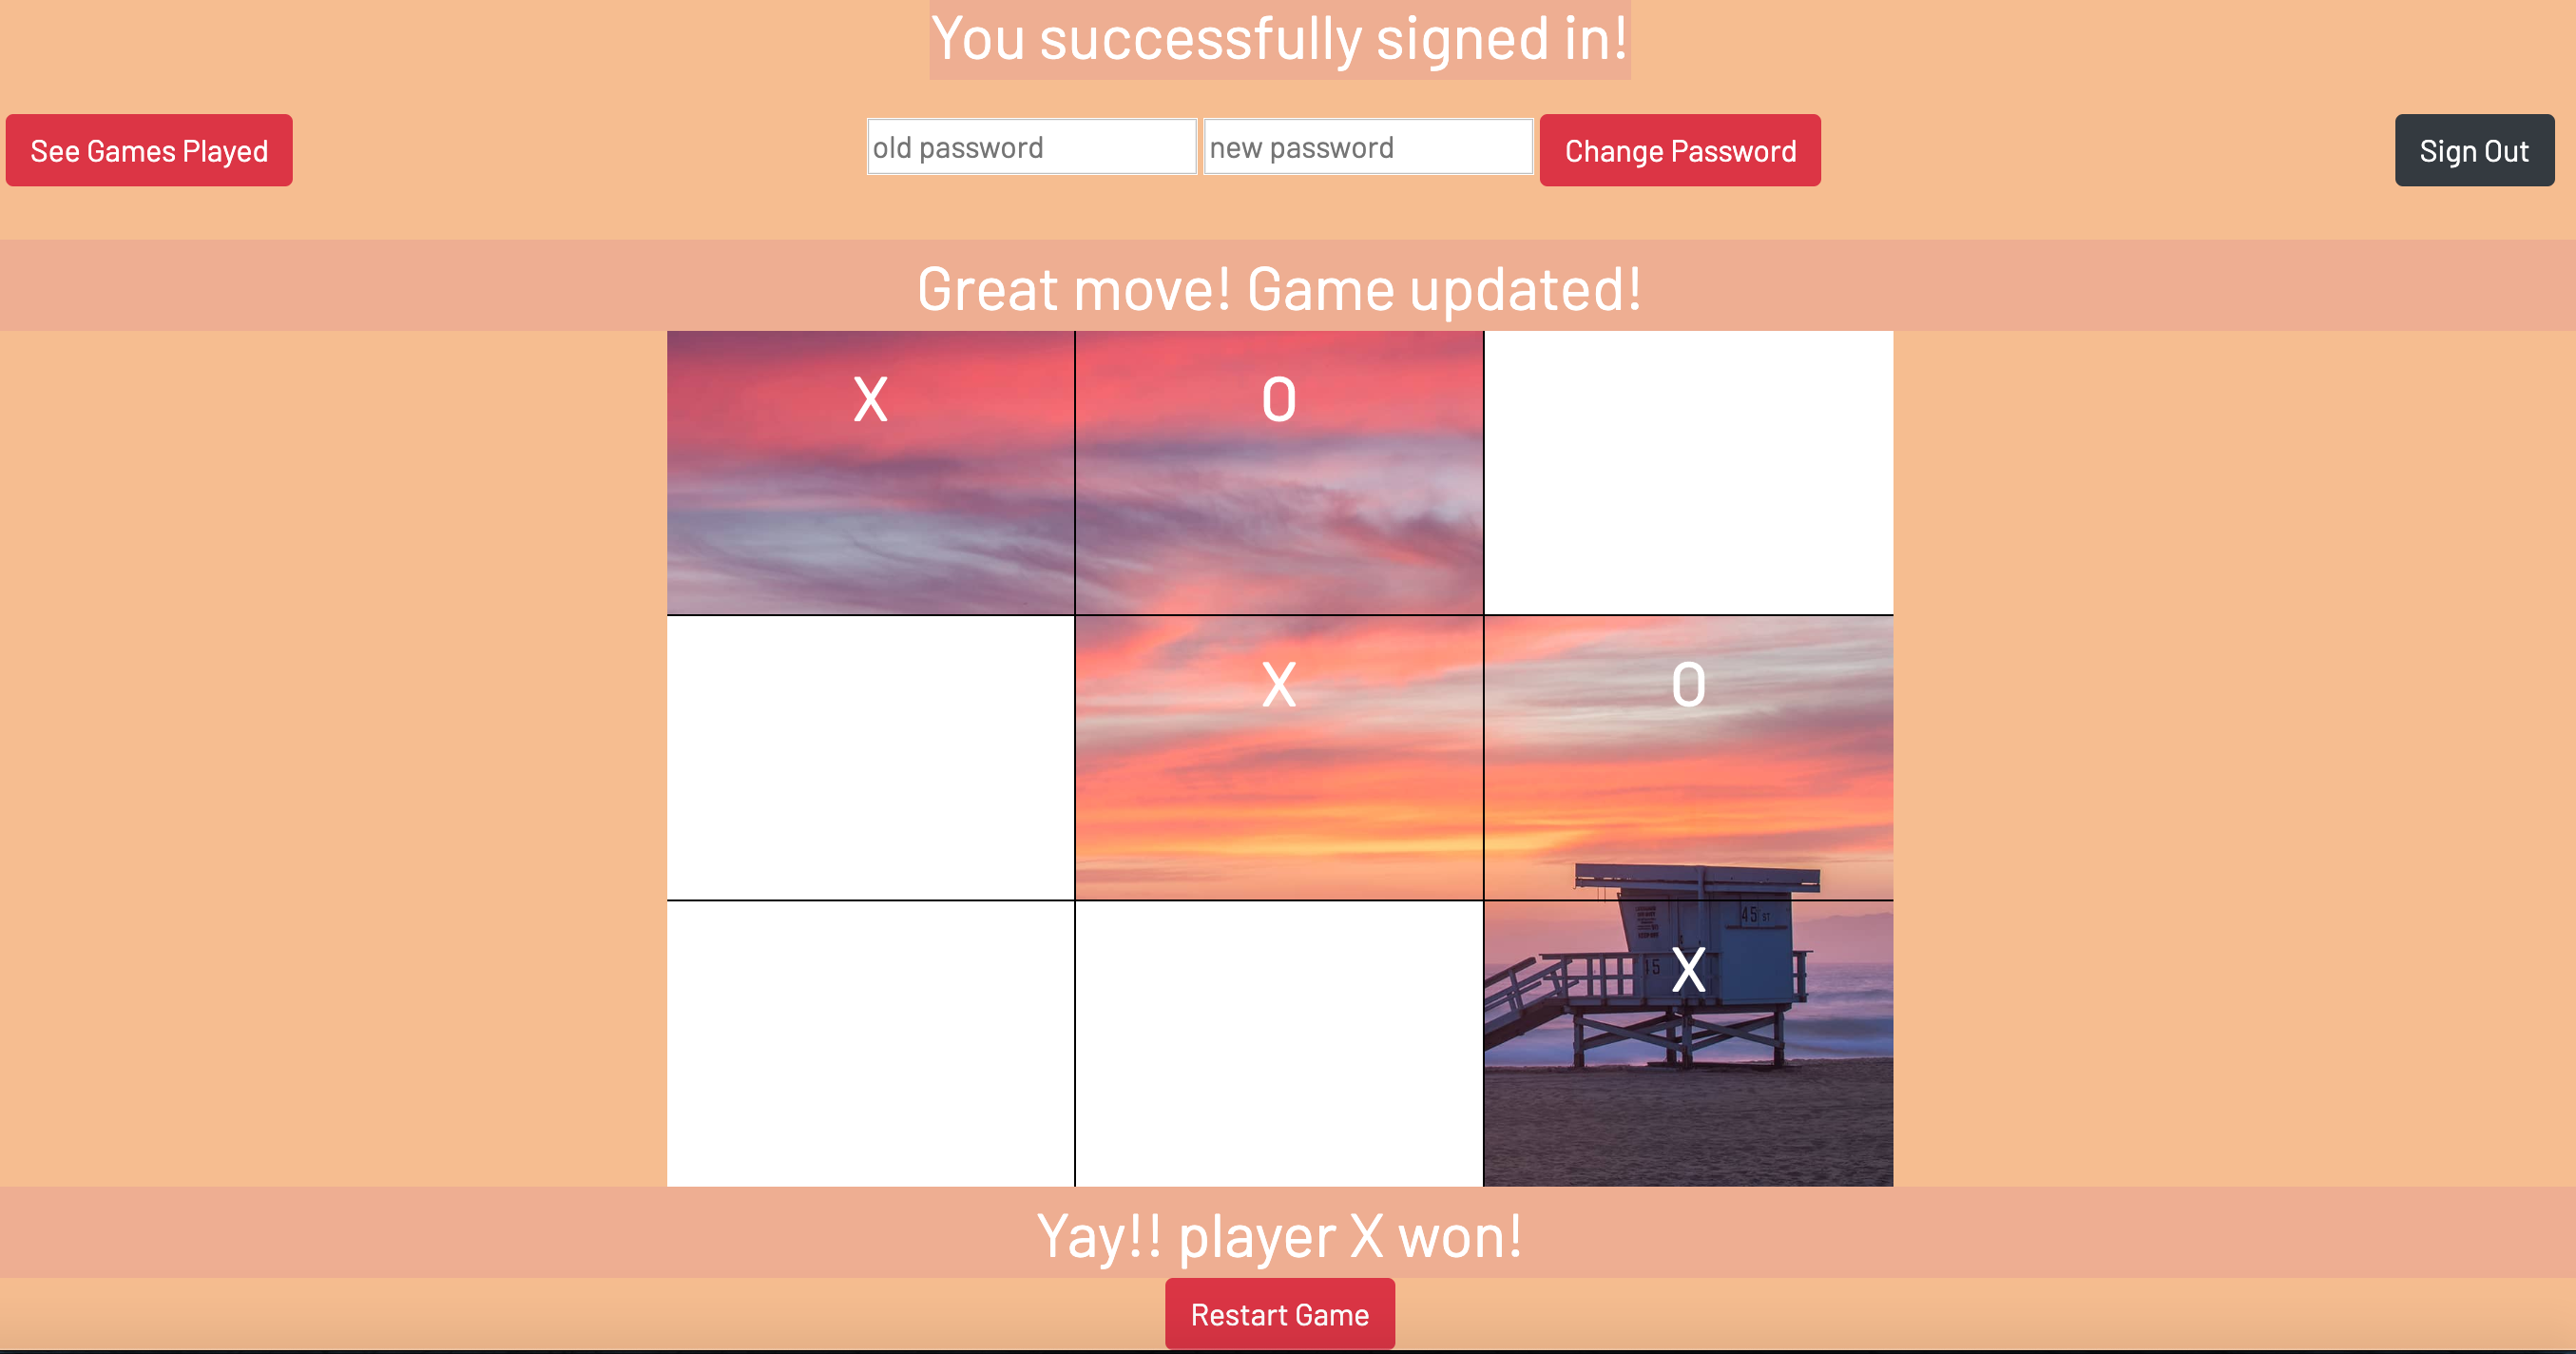 You successfully signed in!
See Games Played
old password
new password
Change Password
Sign Out
Great move! Game updated!
X
O
X
O
45 ST
45
X
Yay!! player X won!
Restart Game